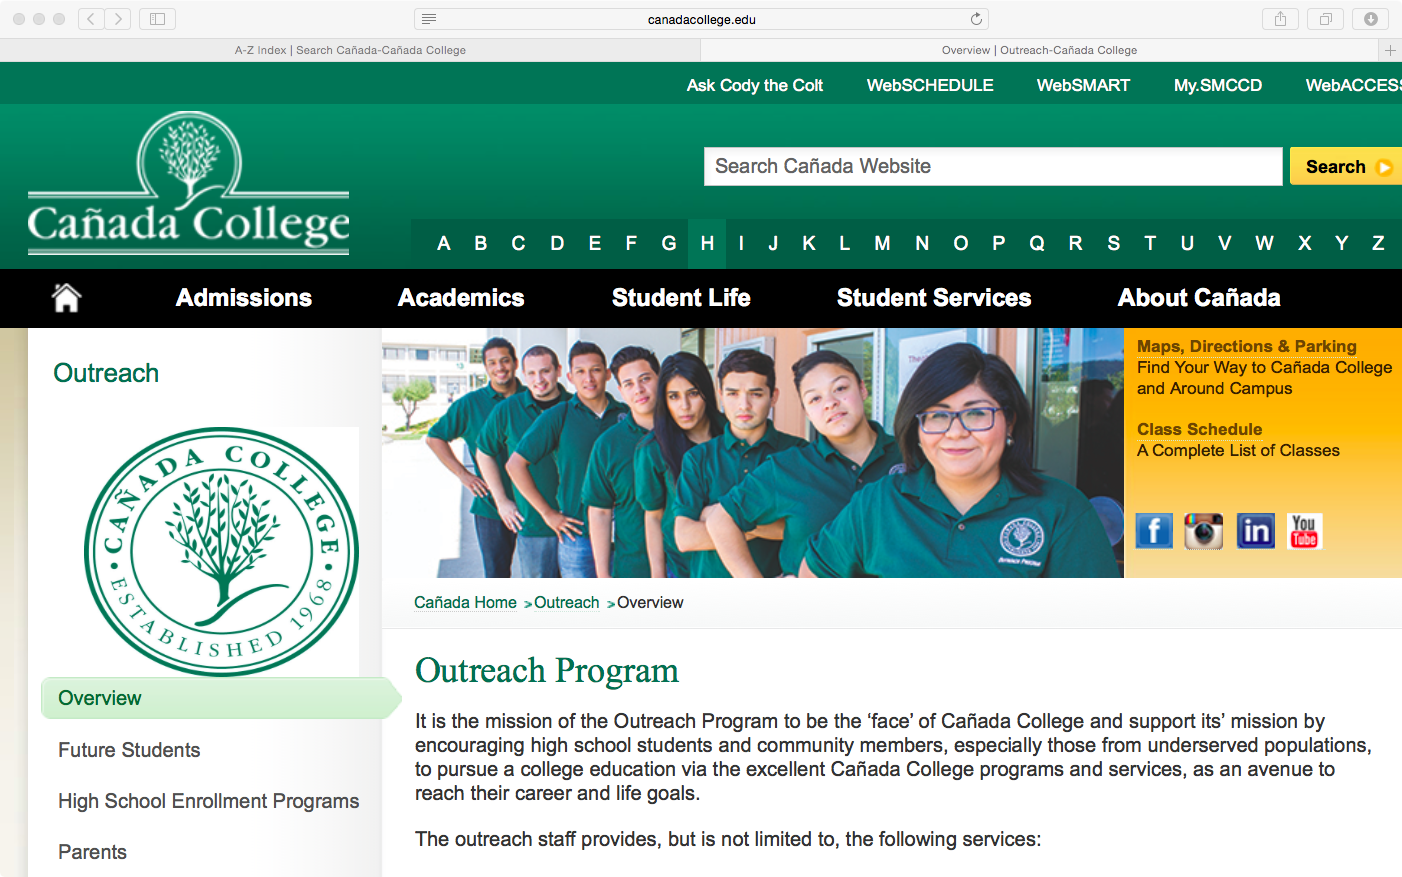 canadacollege.edu
A-Z Index | Search Cañada-Cañada College
Overview | Outreach-Cañada College
Ask Cody the Colt WebSCHEDULE WebSMART My.SMCCD WebACCESS
Cañada College
Search Cañada Website
Search
A B C D E F G H I J K L M N O P Q R S T U V W X Y Z
Admissions Academics Student Life Student Services About Cañada
Outreach
CAÑADA COLLEGE
• ESTABLISHED 1968 •
Overview
Future Students
High School Enrollment Programs
Parents
13
CAÑADA COLLEGE
Outreach Program
Maps, Directions & Parking
Find Your Way to Cañada College
and Around Campus
Class Schedule
A Complete List of Classes
f
in
You
Tube
Cañada Home > Outreach > Overview
Outreach Program
It is the mission of the Outreach Program to be the ‘face’ of Cañada College and support its’ mission by
encouraging high school students and community members, especially those from underserved populations,
to pursue a college education via the excellent Cañada College programs and services, as an avenue to
reach their career and life goals.
The outreach staff provides, but is not limited to, the following services: